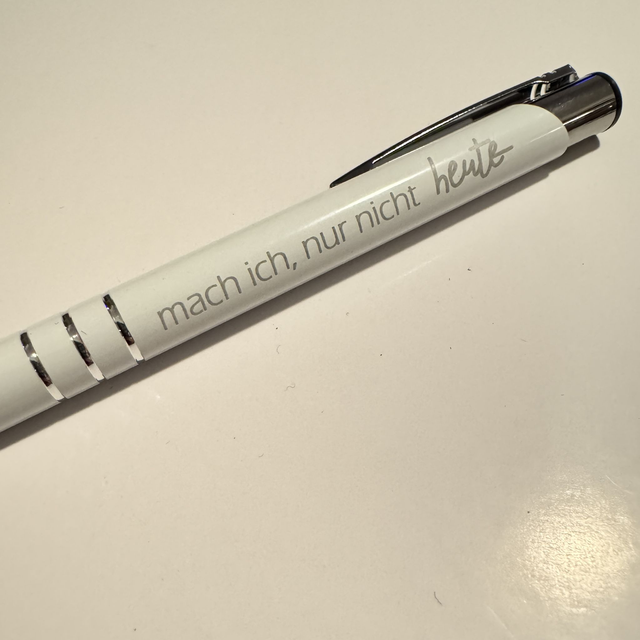 mach ich, nur nicht heute